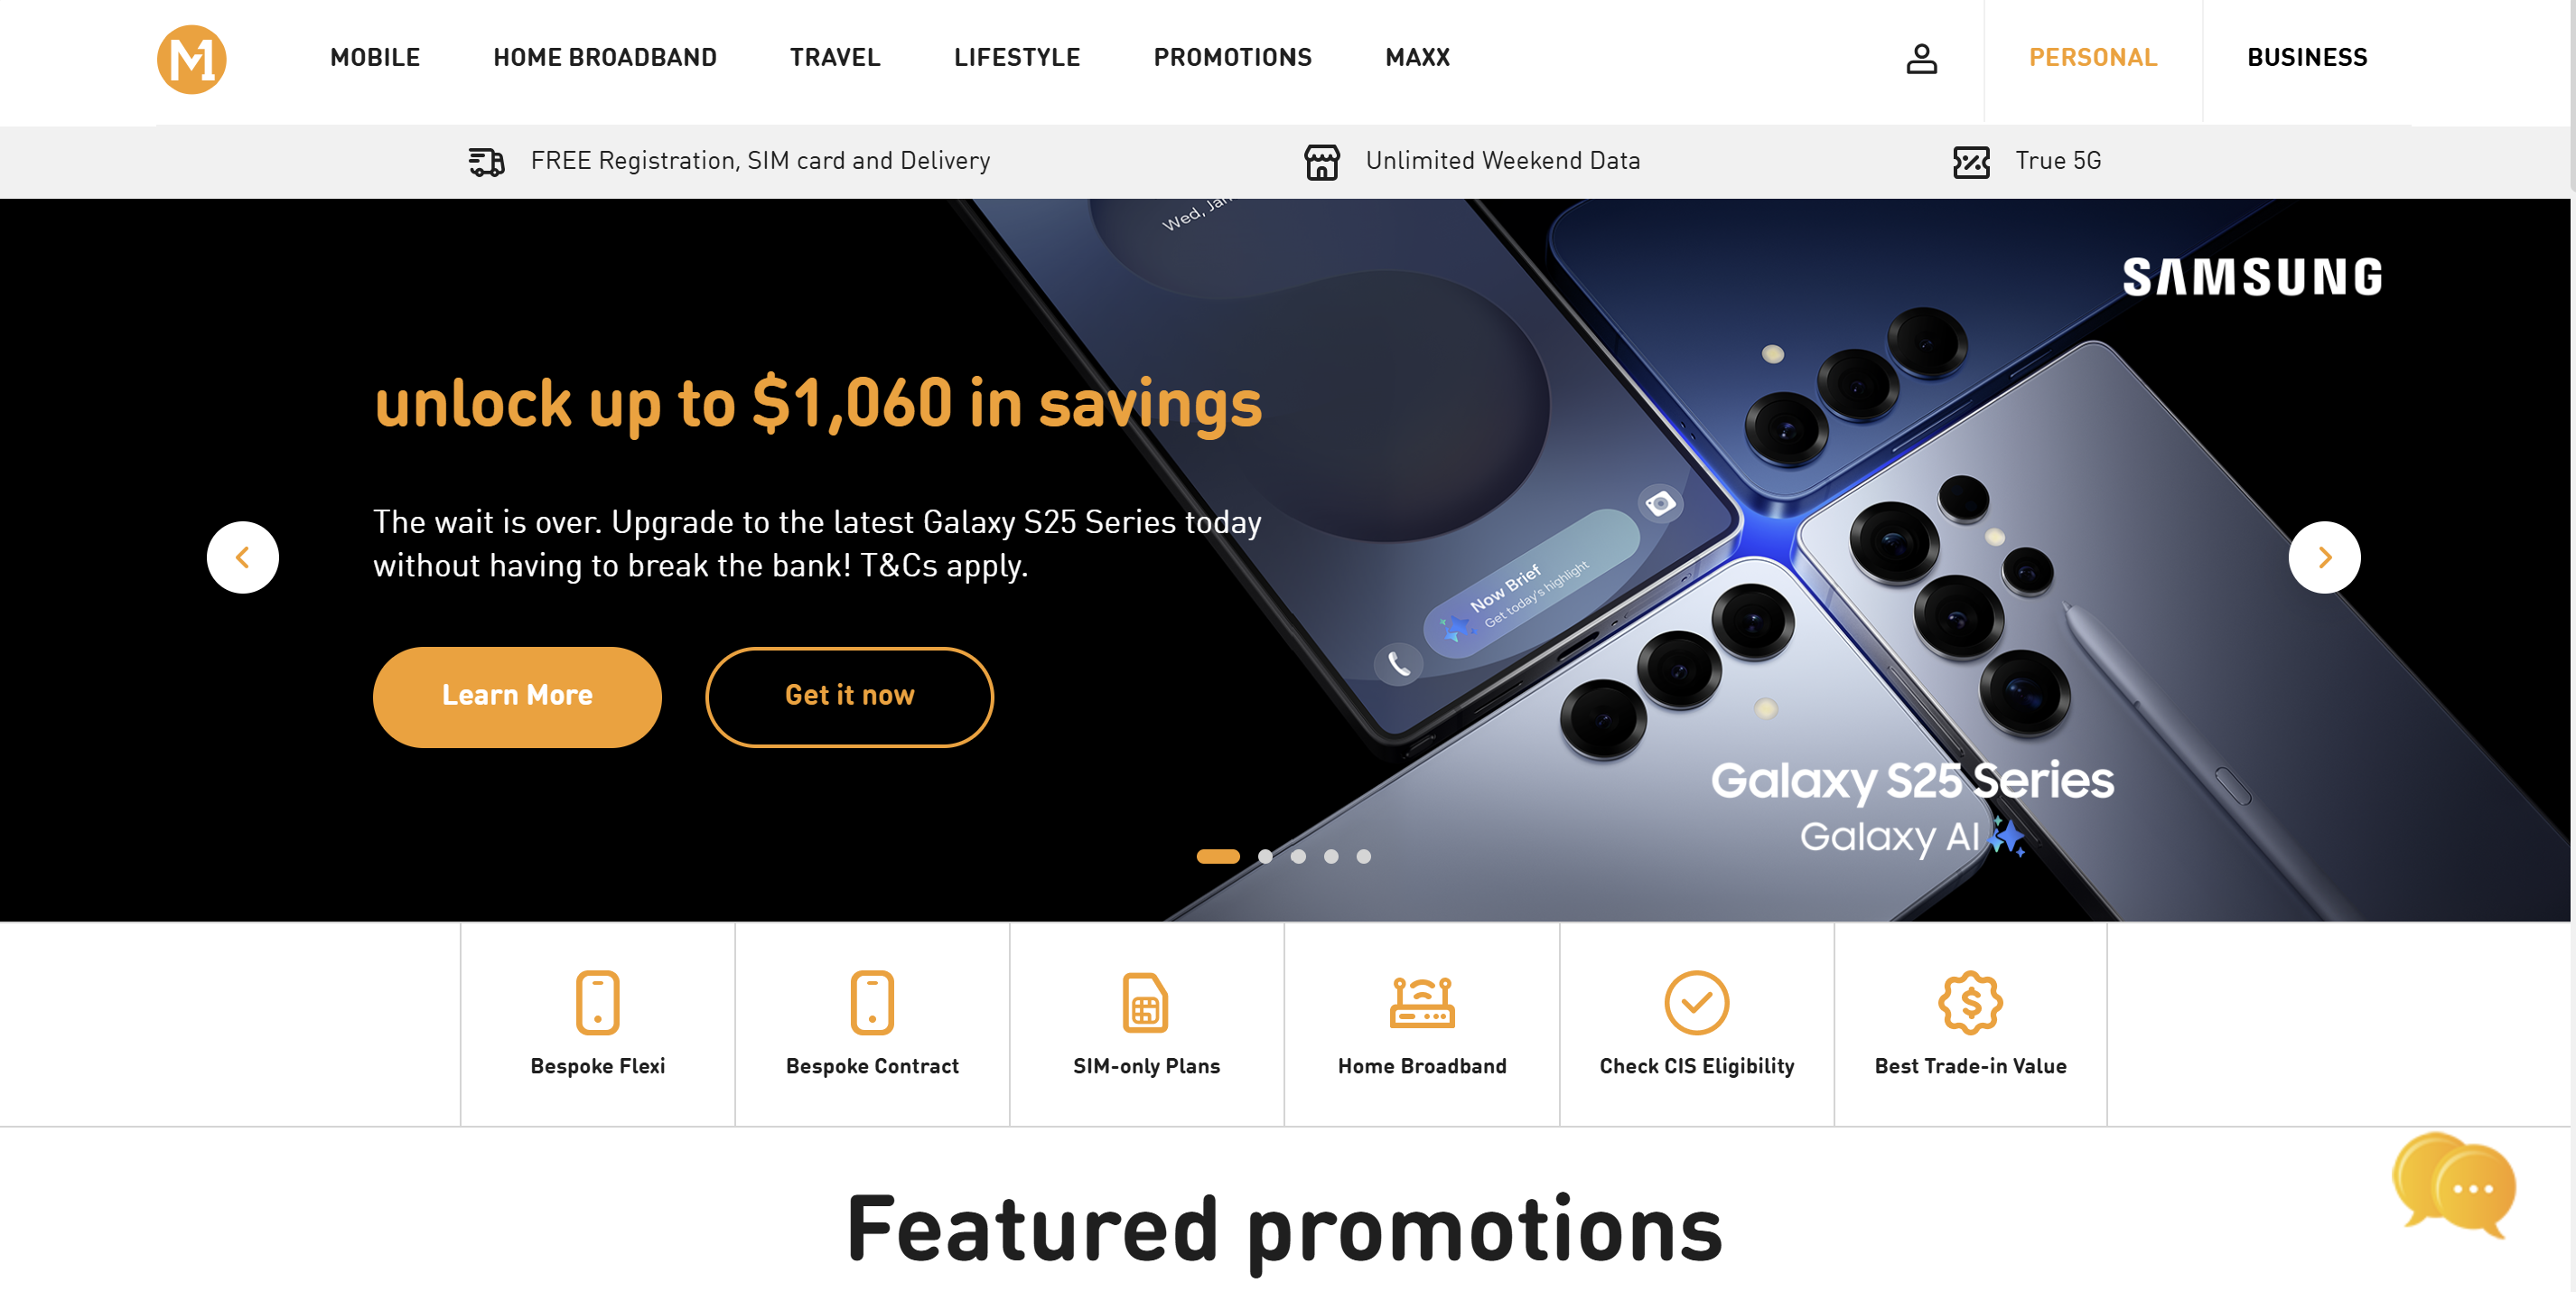 M1
MOBILE
HOME BROADBAND
TRAVEL
LIFESTYLE
PROMOTIONS
MAXX
PERSONAL
BUSINESS
FREE Registration, SIM card and Delivery
Unlimited Weekend Data
True 5G
Wed, Jan
SAMSUNG
unlock up to $1,060 in savings
The wait is over. Upgrade to the latest Galaxy S25 Series today
without having to break the bank! T&Cs apply.
Now Brief
Get today's highlight
Learn More
Get it now
Galaxy S25 Series
Galaxy AI
Bespoke Flexi
Bespoke Contract
SIM-only Plans
Home Broadband
Check CIS Eligibility
Best Trade-in Value
Featured promotions